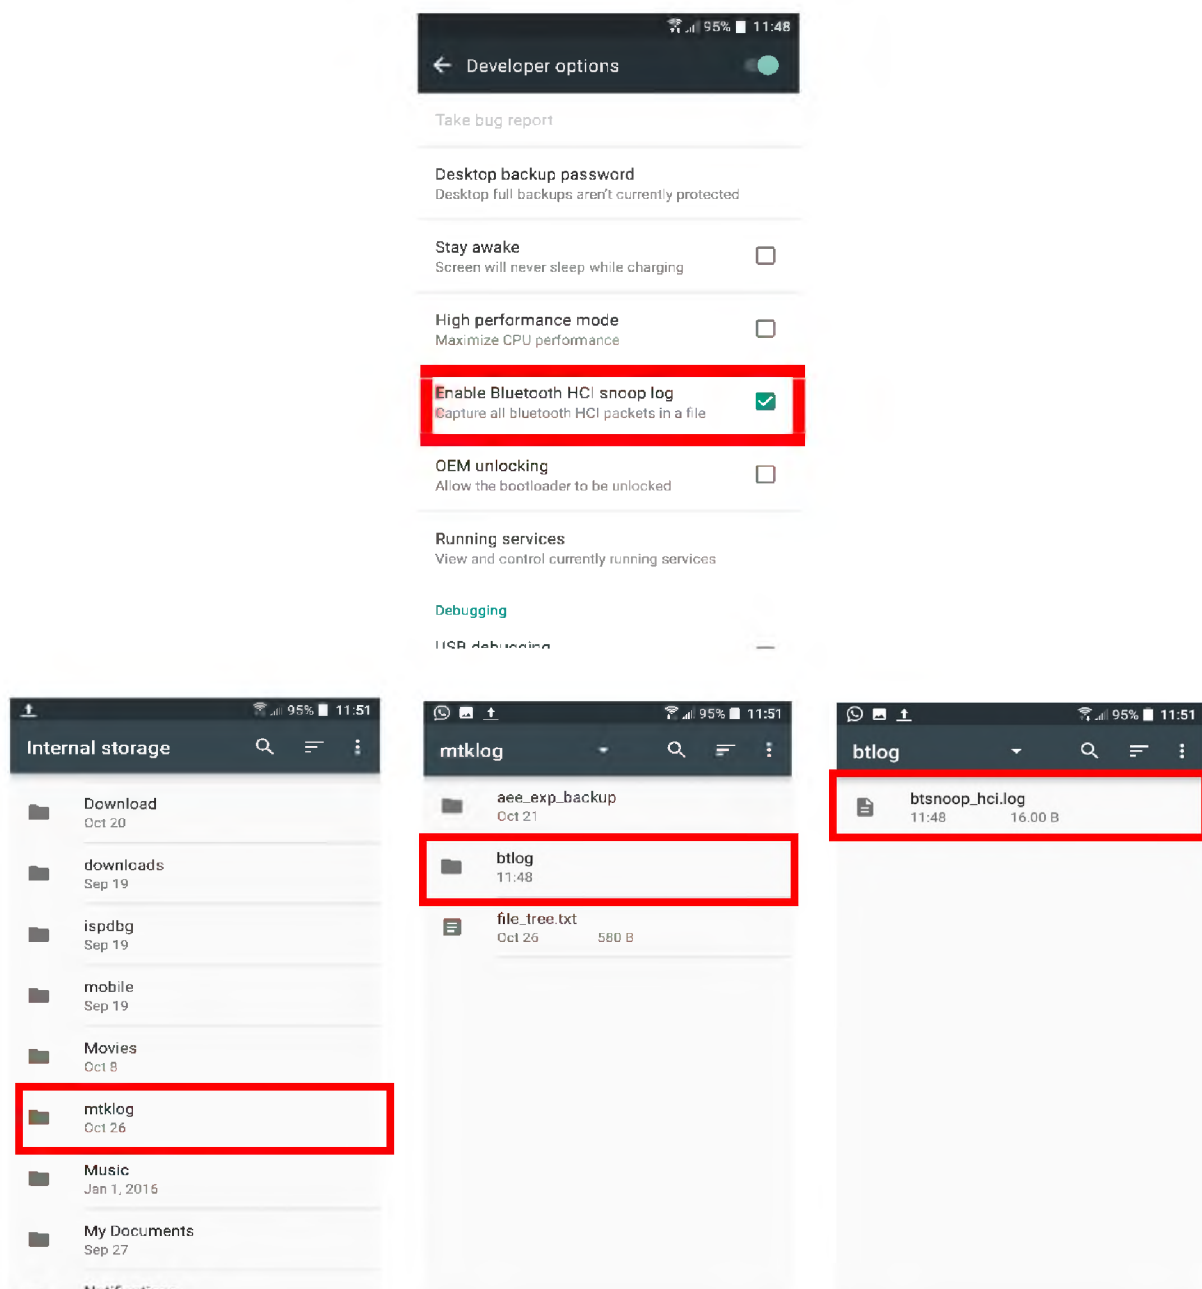 95% 11:48
Developer options
Take bug report
Desktop backup password
Desktop full backups aren't currently protected
Stay awake
Screen will never sleep while charging
High performance mode
Maximize CPU performance
Enable Bluetooth HCI snoop log
Capture all bluetooth HCI packets in a file
OEM unlocking
Allow the bootloader to be unlocked
Running services
View and control currently running services
Debugging
USB debugging
95% 11:51
Internal storage
Download
Oct 20
downloads
Sep 19
ispdbg
Sep 19
mobile
Sep 19
Movies
Oct 8
mtklog
Oct 26
Music
Jan 1, 2016
My Documents
Sep 27
95% 11:51
mtklog
aee_exp_backup
Oct 21
btlog
11:48
file_tree.txt
Oct 26 580 B
95% 11:51
btlog
btsnoop_hci.log
11:48 16.00 B